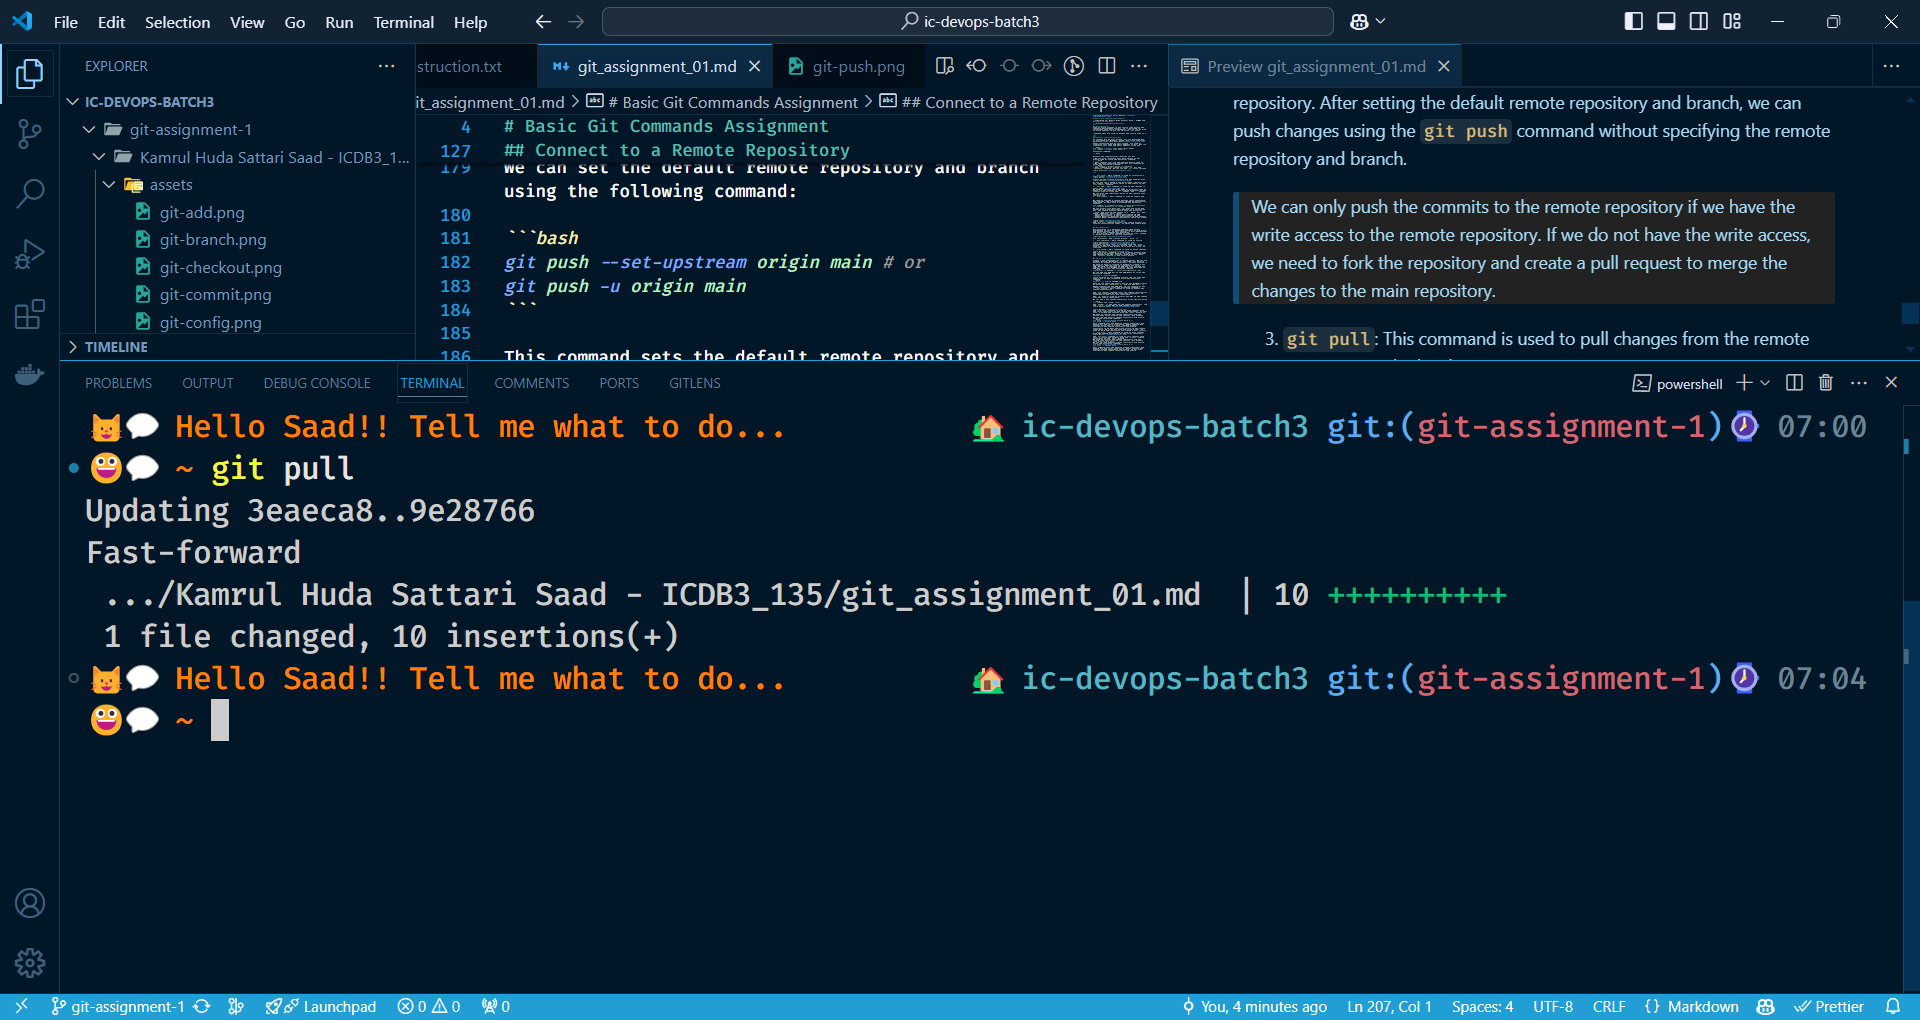 File Edit Selection View Go Run Terminal Help
ic-devops-batch3
EXPLORER
IC-DEVOPS-BATCH3
git-assignment-1
Kamrul Huda Sattari Saad - ICDB3_1...
assets
git-add.png
git-branch.png
git-checkout.png
git-commit.png
git-config.png
TIMELINE
struction.txt
git_assignment_01.md
git-push.png
it_assignment_01.md > # Basic Git Commands Assignment > ## Connect to a Remote Repository
4 # Basic Git Commands Assignment
127 ## Connect to a Remote Repository
179 We can set the default remote repository and branch
using the following command:
180
181 ```bash
182 git push --set-upstream origin main # or
183 git push -u origin main
184 ```
185
186 This command sets the default remote repository and
Preview git_assignment_01.md
repository. After setting the default remote repository and branch, we can
push changes using the git push command without specifying the remote
repository and branch.
We can only push the commits to the remote repository if we have the
write access to the remote repository. If we do not have the write access,
we need to fork the repository and create a pull request to merge the
changes to the main repository.
3. git pull: This command is used to pull changes from the remote
PROBLEMS OUTPUT DEBUG CONSOLE TERMINAL COMMENTS PORTS GITLENS
powershell
Hello Saad!! Tell me what to do... ic-devops-batch3 git:(git-assignment-1) 07:00
~ git pull
Updating 3eaeca8..9e28766
Fast-forward
.../Kamrul Huda Sattari Saad - ICDB3_135/git_assignment_01.md | 10 ++++++++++
1 file changed, 10 insertions(+)
Hello Saad!! Tell me what to do... ic-devops-batch3 git:(git-assignment-1) 07:04
~
git-assignment-1 Launchpad 0 0 0 You, 4 minutes ago Ln 207, Col 1 Spaces: 4 UTF-8 CRLF {} Markdown Prettier